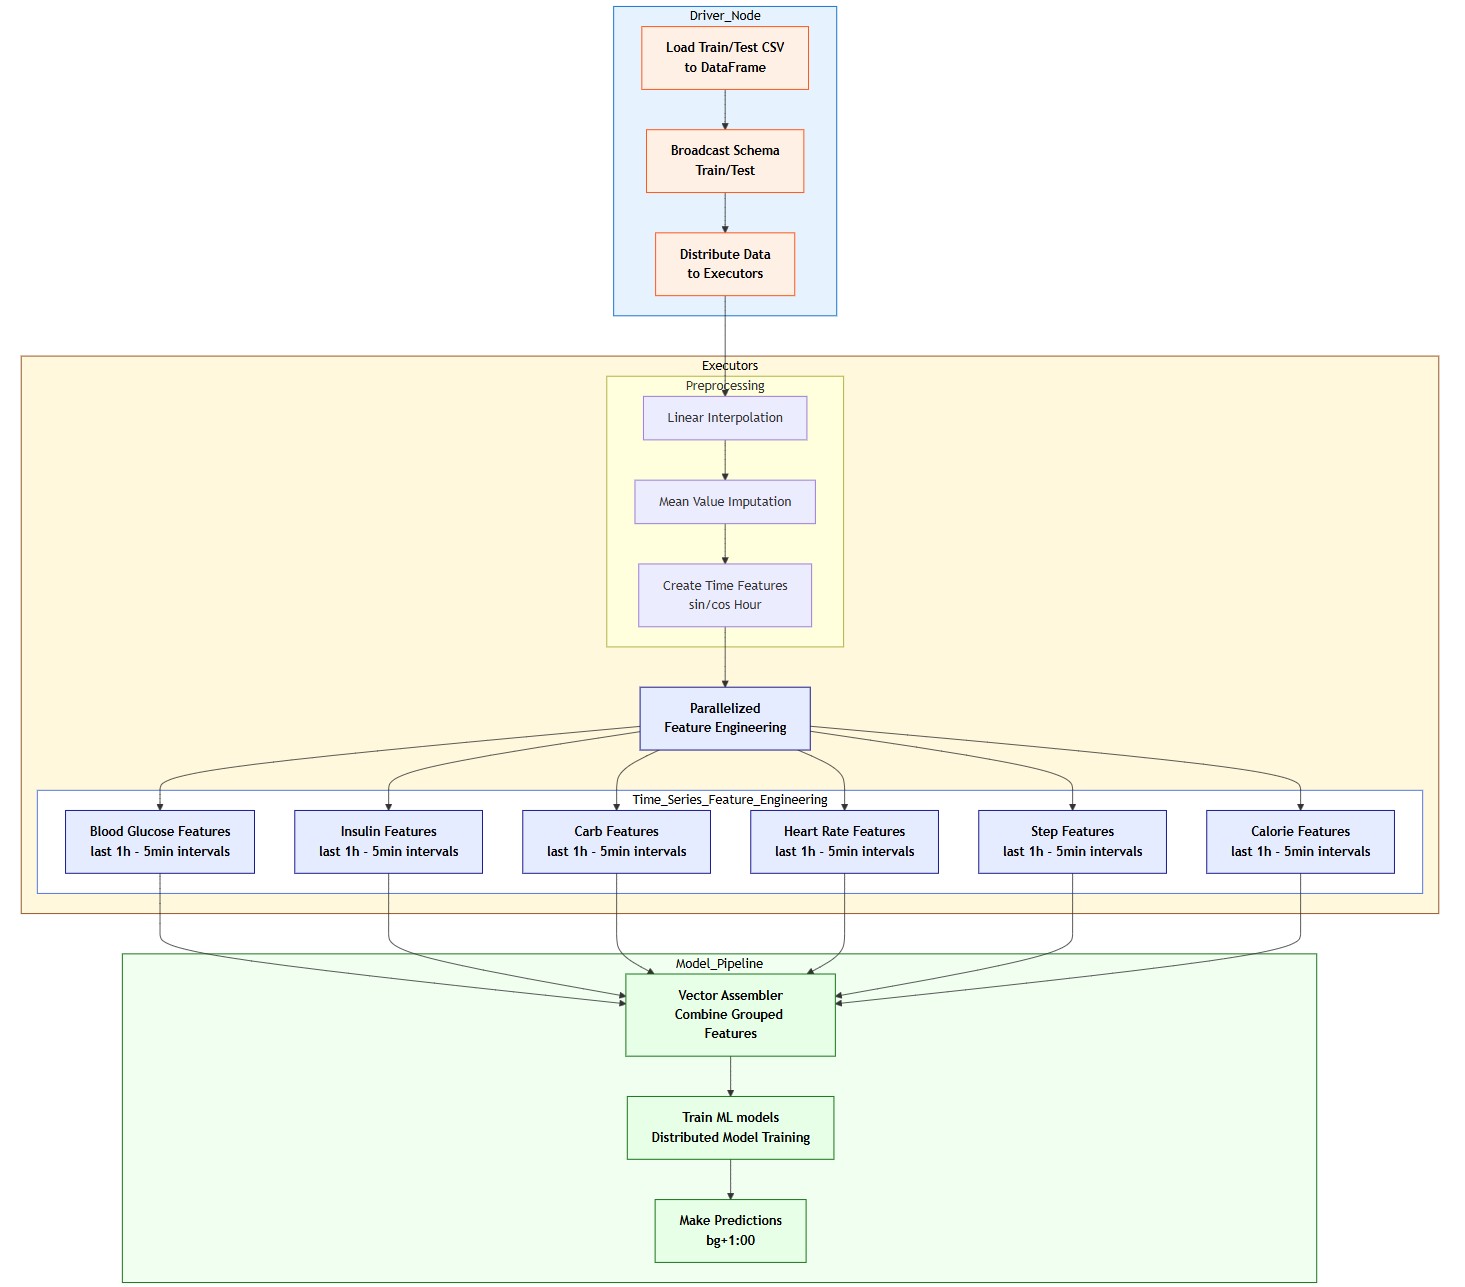 Driver_Node
Load Train/Test CSV
to DataFrame
Broadcast Schema
Train/Test
Distribute Data
to Executors
Executors
Preprocessing
Linear Interpolation
Mean Value Imputation
Create Time Features
sin/cos Hour
Parallelized
Feature Engineering
Time_Series_Feature_Engineering
Blood Glucose Features
last 1h - 5min intervals
Insulin Features
last 1h - 5min intervals
Carb Features
last 1h - 5min intervals
Heart Rate Features
last 1h - 5min intervals
Step Features
last 1h - 5min intervals
Calorie Features
last 1h - 5min intervals
Model_Pipeline
Vector Assembler
Combine Grouped
Features
Train ML models
Distributed Model Training
Make Predictions
bg+1:00